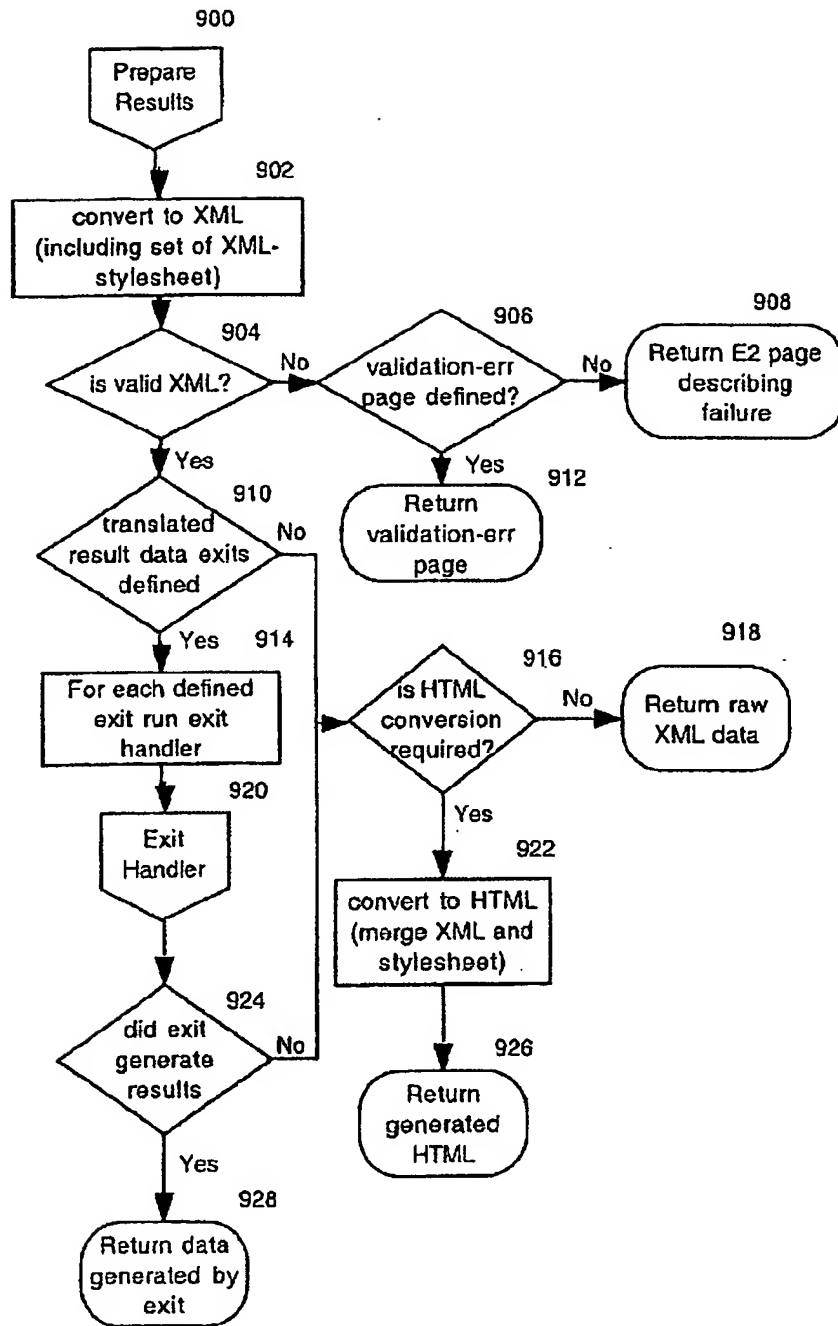 900
Prepare
Results
902
convert to XML
(including set of XML-
stylesheet)
904
is valid XML?
No
906
validation-err
page defined?
No
908
Return E2 page
describing
failure
Yes
Yes
912
Return
validation-err
page
910
translated
result data exits
defined
No
Yes
914
For each defined
exit run exit
handler
916
is HTML
conversion
required?
No
918
Return raw
XML data
920
Exit
Handler
Yes
922
convert to HTML
(merge XML and
stylesheet)
924
did exit
generate
results
No
926
Return
generated
HTML
Yes
928
Return data
generated by
exit